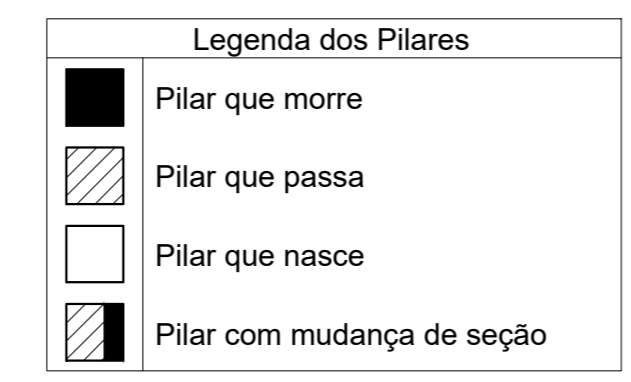 Legenda dos Pilares
Pilar que morre
Pilar que passa
Pilar que nasce
Pilar com mudança de seção